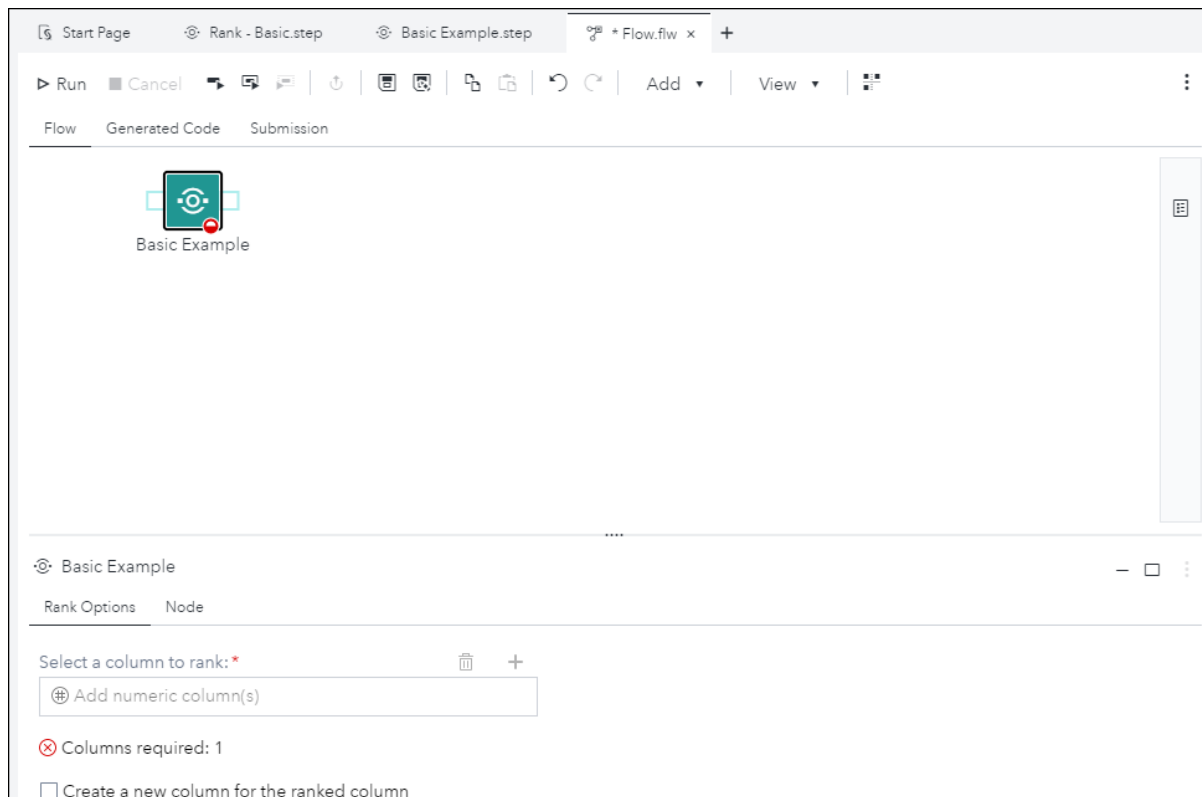 Start Page Rank - Basic.step Basic Example.step * Flow.flw × +
Run Cancel Add View
Flow Generated Code Submission
Basic Example
Basic Example
Rank Options Node
Select a column to rank:*
Add numeric column(s)
Columns required: 1
Create a new column for the ranked column